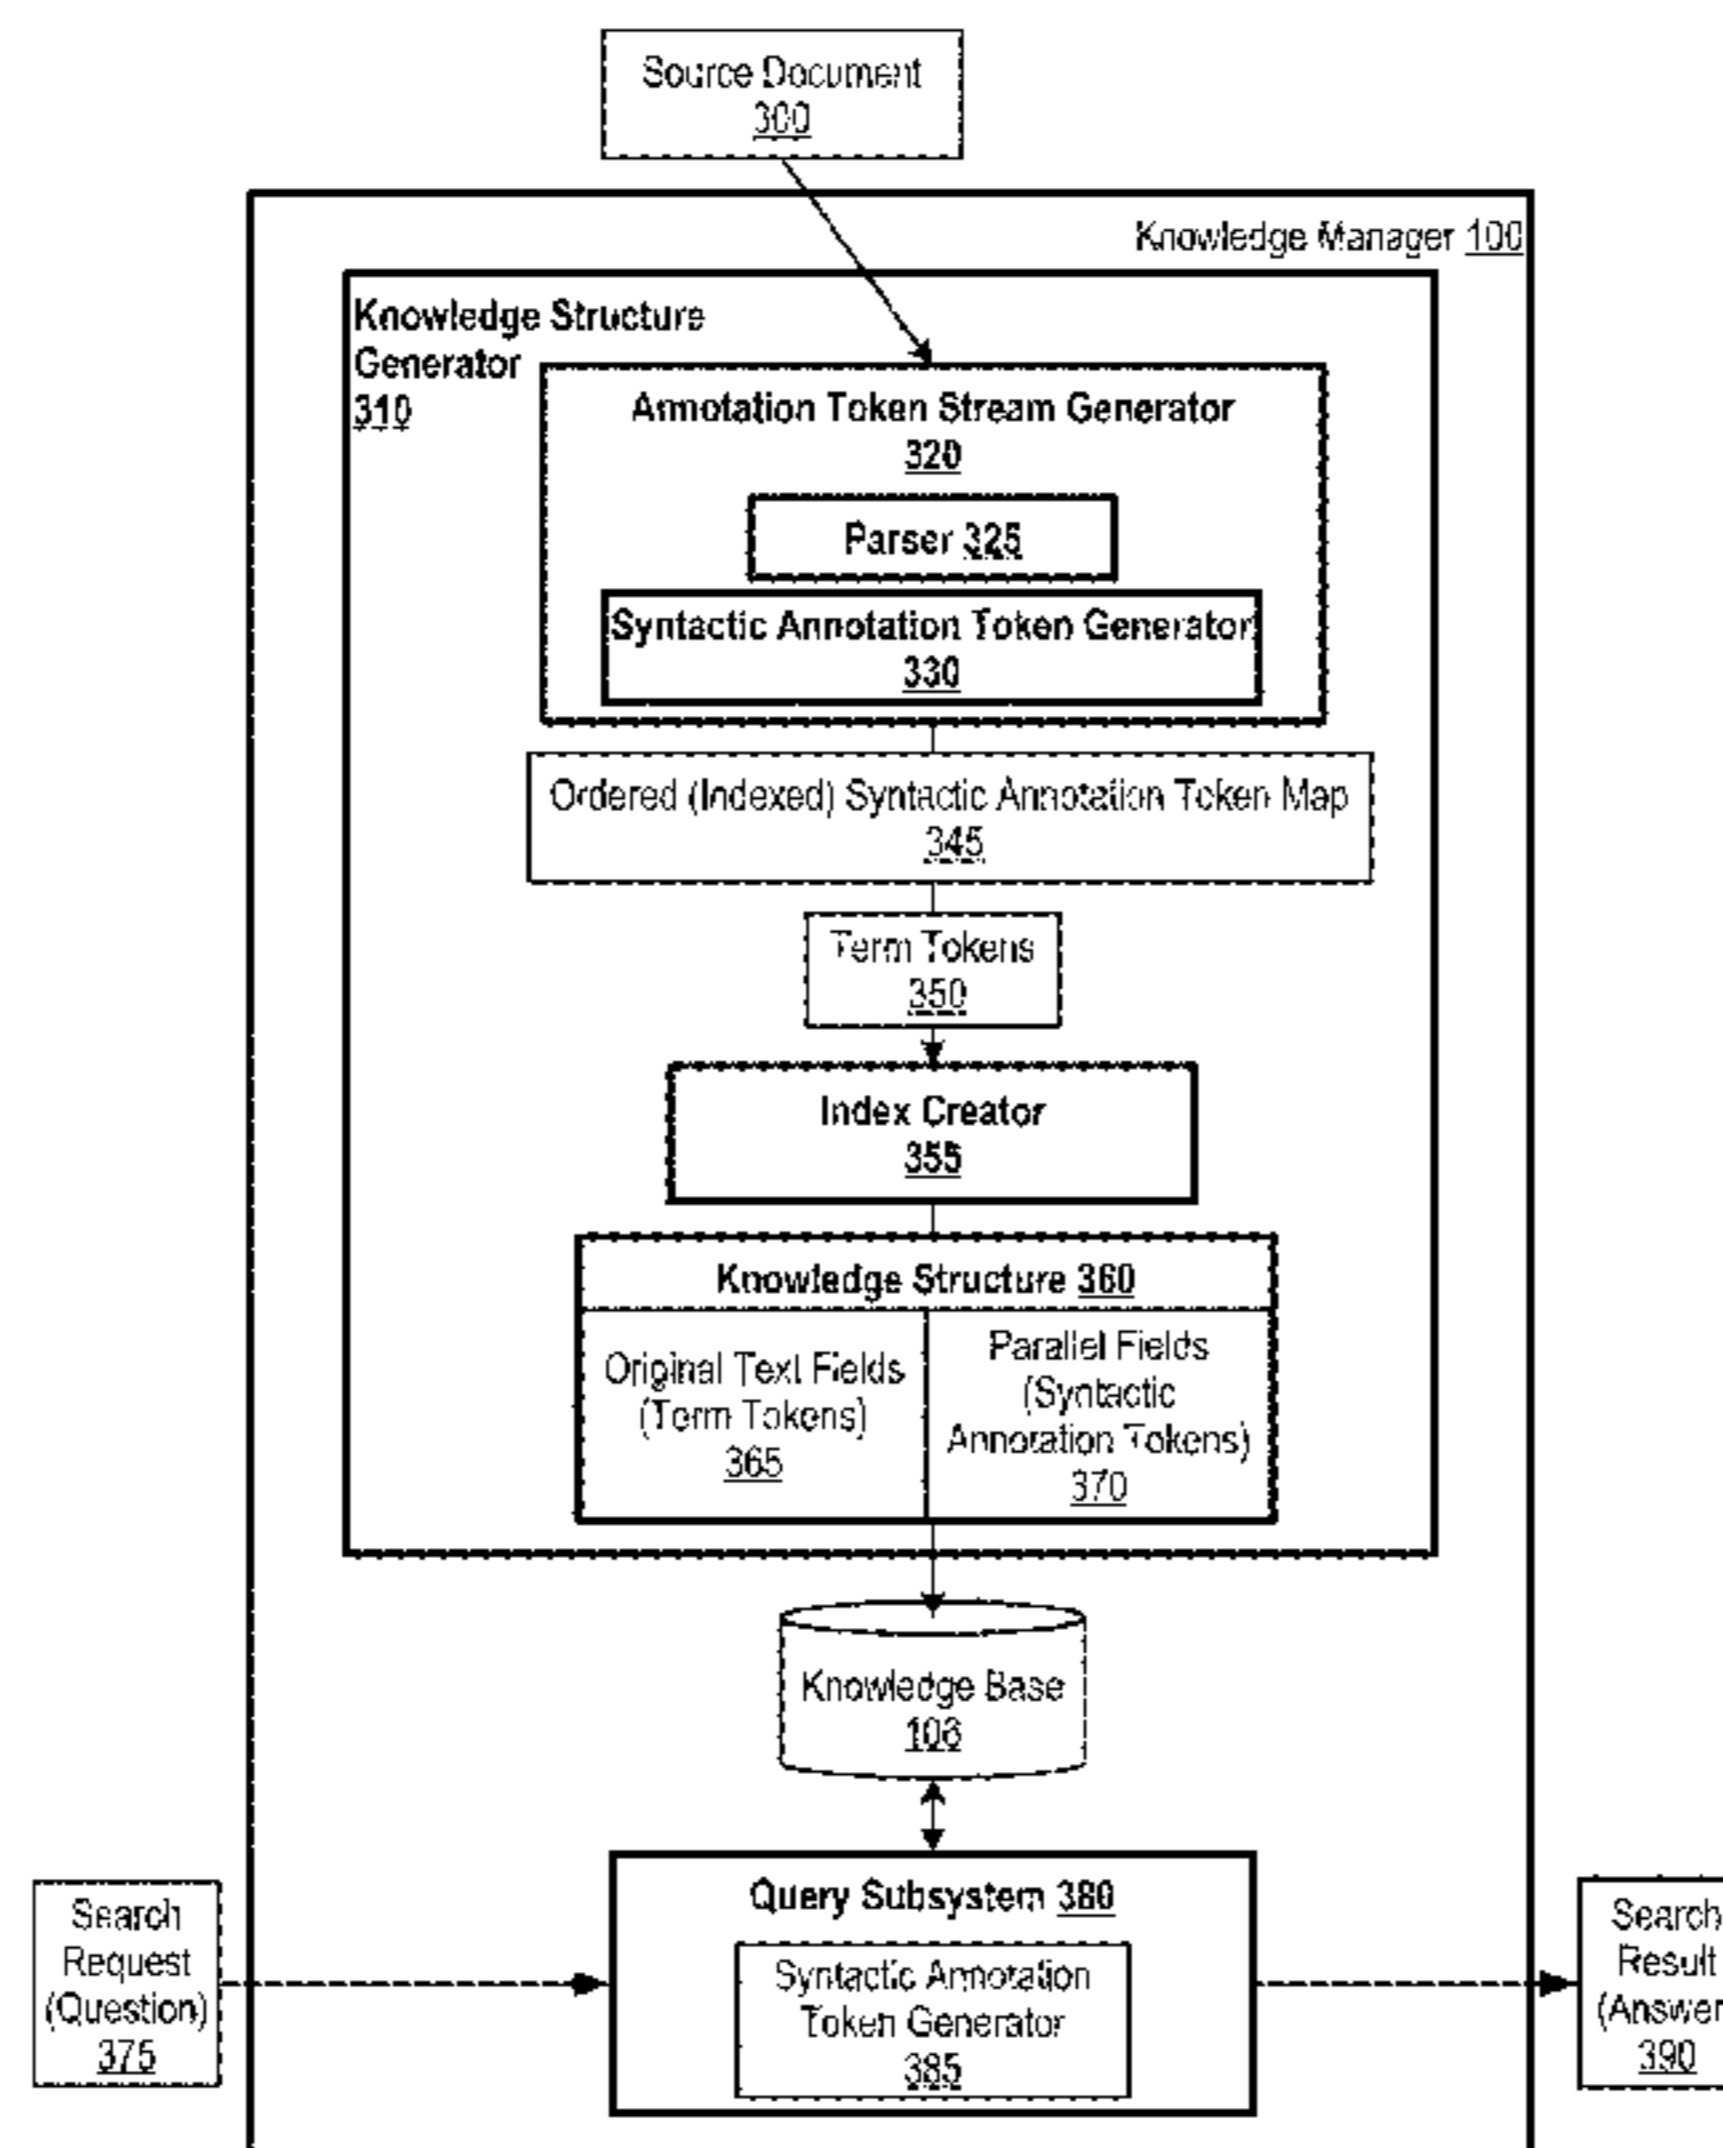 Source Document
300
Knowledge Manager 100
Knowledge Structure
Generator
310
Annotation Token Stream Generator
320
Parser 325
Syntactic Annotation Token Generator
330
Ordered (Indexed) Syntactic Annotation Token Map
345
Term Tokens
350
Index Creator
355
Knowledge Structure 360
Original Text Fields
(Term Tokens)
365
Parallel Fields
(Syntactic
Annotation Tokens)
370
Knowledge Base
106
Query Subsystem 380
Syntactic Annotation
Token Generator
385
Search
Request
(Question)
375
Search
Result
(Answer
390